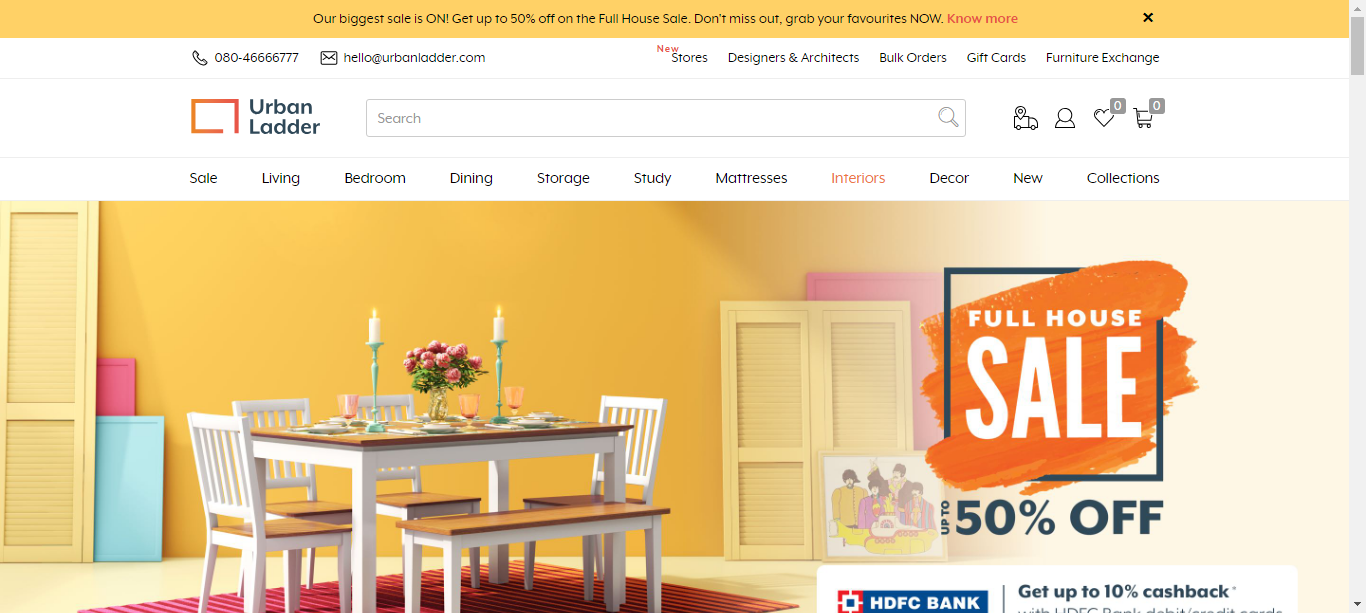 Our biggest sale is ON! Get up to 50% off on the Full House Sale. Don't miss out, grab your favourites NOW. Know more ×
080-46666777 hello@urbanladder.com New Stores Designers & Architects Bulk Orders Gift Cards Furniture Exchange
Urban
Ladder
Search
0 0
Sale Living Bedroom Dining Storage Study Mattresses Interiors Decor New Collections
FULL HOUSE
SALE
UPTO 50% OFF
HDFC BANK
Get up to 10% cashback*
with HDFC Bank debit/credit cards